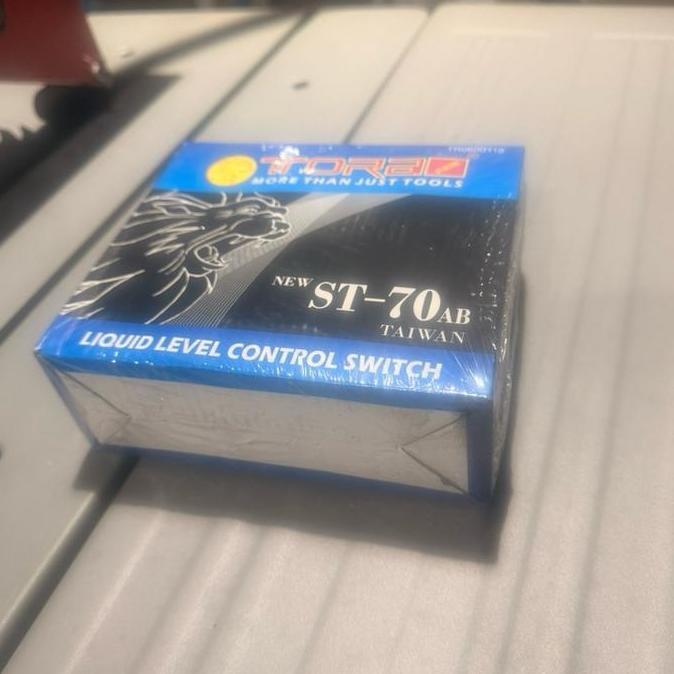 TORA
MORE THAN JUST TOOLS
NEW ST-70AB
TAIWAN
LIQUID LEVEL CONTROL SWITCH